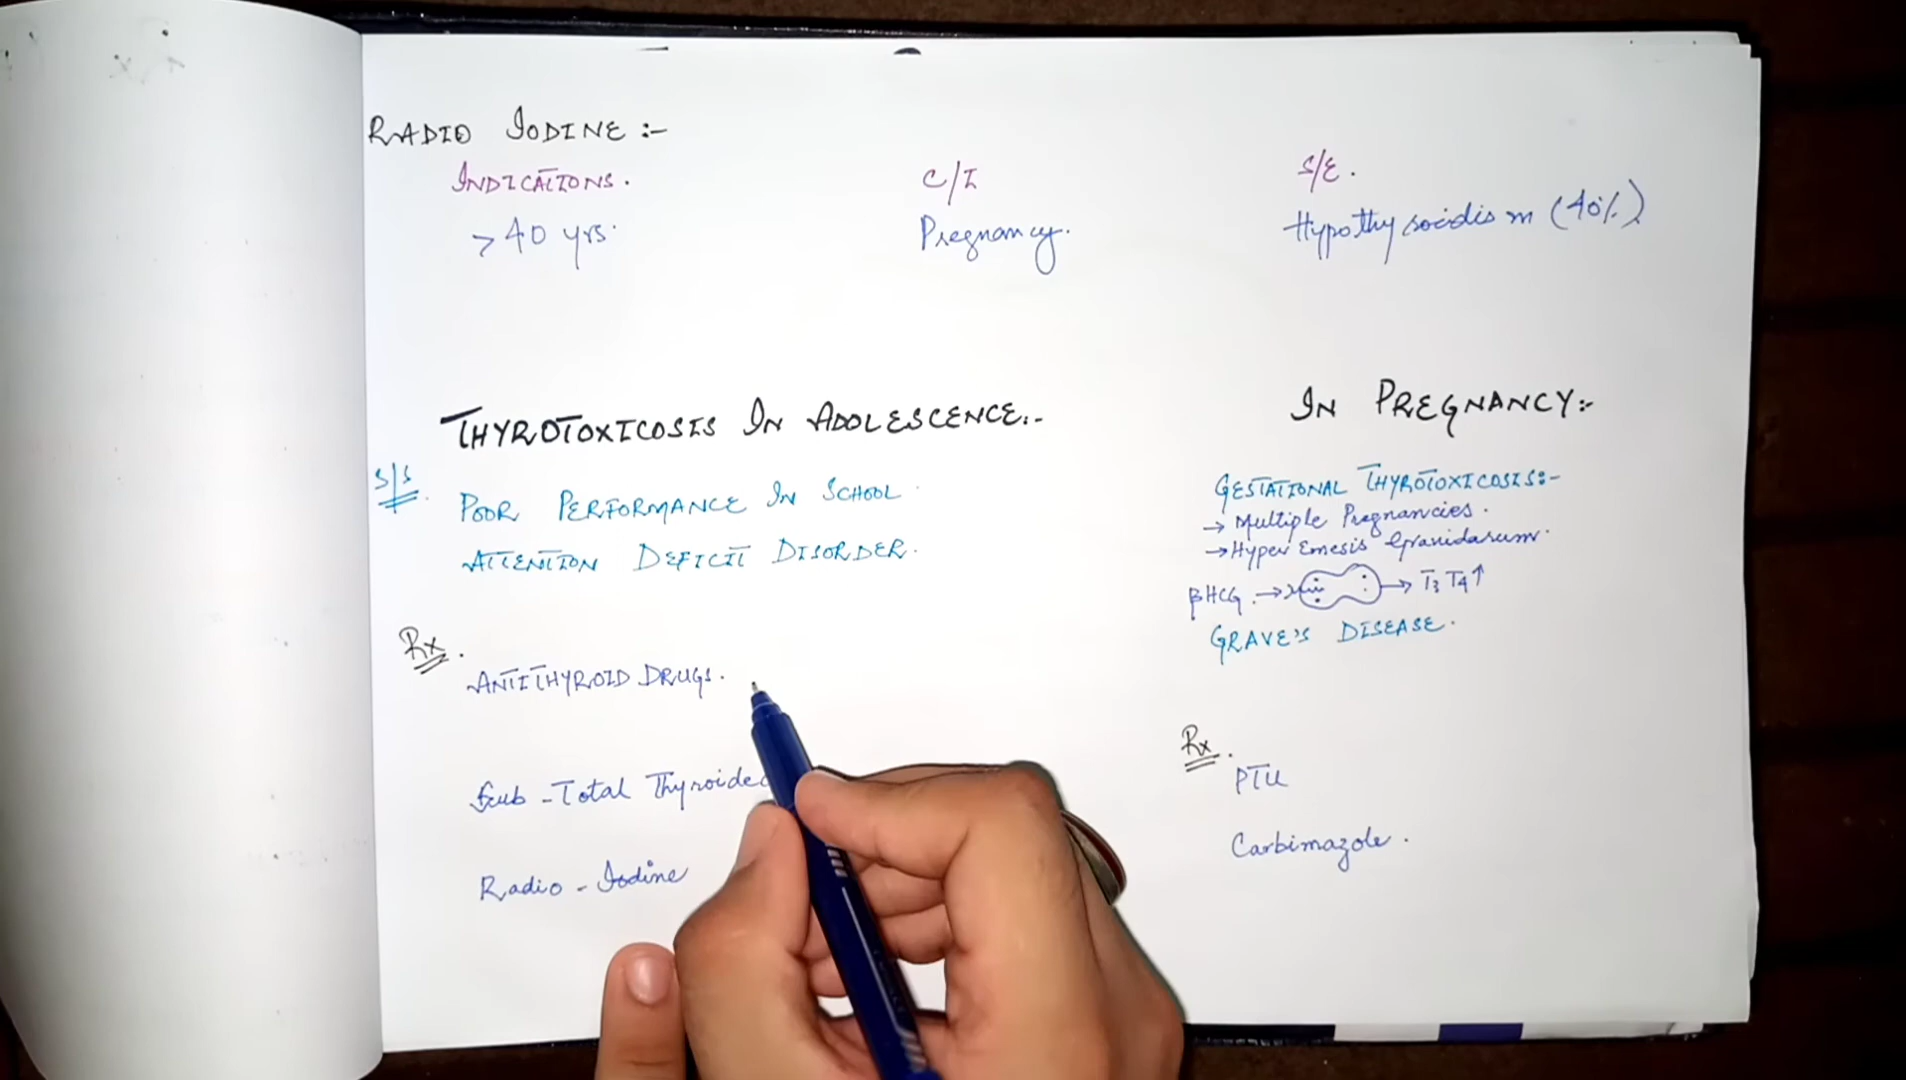 RADIO IODINE :-
INDICATIONS.
> 40 yrs.
C/I
Pregnancy.
S/E.
Hypothyroidism (40%)
THYROTOXICOSIS IN ADOLESCENCE:-
S/S.
POOR PERFORMANCE IN SCHOOL
ATTENTION DEFICIT DISORDER.
Rx.
ANTITHYROID DRUGS.
Sub-Total
Radio-Iodine
IN PREGNANCY:-
GESTATIONAL THYROTOXICOSIS:-
→ Multiple Pregnancies.
→ Hyper Emesis Gravidarum.
βHCG. → → T3 T4↑
GRAVE'S DISEASE.
Rx.
PTU
Carbimazole.